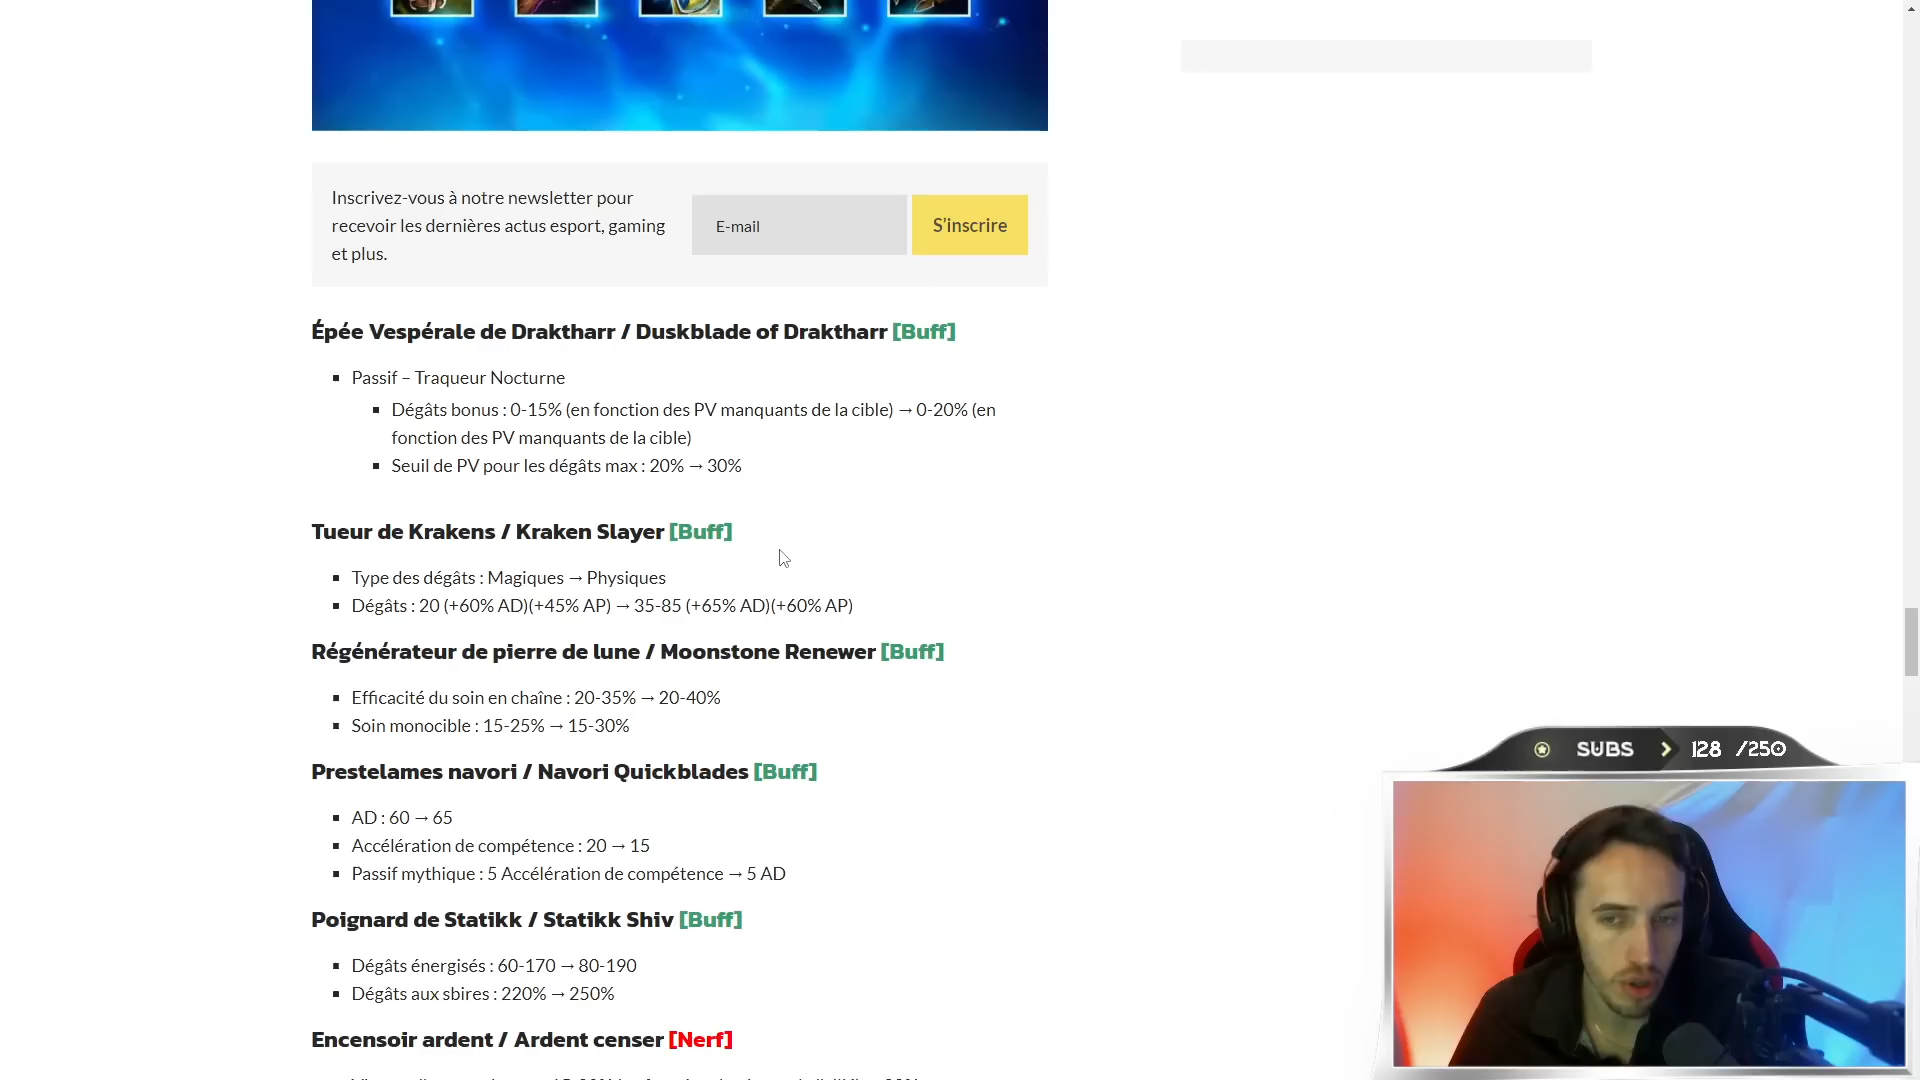 Inscrivez-vous à notre newsletter pour
recevoir les dernières actus esport, gaming
et plus.
E-mail
S'inscrire
Épée Vespérale de Draktharr / Duskblade of Draktharr [Buff]
Passif – Traqueur Nocturne
Dégâts bonus : 0-15% (en fonction des PV manquants de la cible) → 0-20% (en
fonction des PV manquants de la cible)
Seuil de PV pour les dégâts max : 20% → 30%
Tueur de Krakens / Kraken Slayer [Buff]
Type des dégâts : Magiques → Physiques
Dégâts : 20 (+60% AD)(+45% AP) → 35-85 (+65% AD)(+60% AP)
Régénérateur de pierre de lune / Moonstone Renewer [Buff]
Efficacité du soin en chaîne : 20-35% → 20-40%
Soin monocible : 15-25% → 15-30%
Prestelames navori / Navori Quickblades [Buff]
AD : 60 → 65
Accélération de compétence : 20 → 15
Passif mythique : 5 Accélération de compétence → 5 AD
Poignard de Statikk / Statikk Shiv [Buff]
Dégâts énergisés : 60-170 → 80-190
Dégâts aux sbires : 220% → 250%
Encensoir ardent / Ardent censer [Nerf]
SUBS > 128 /250